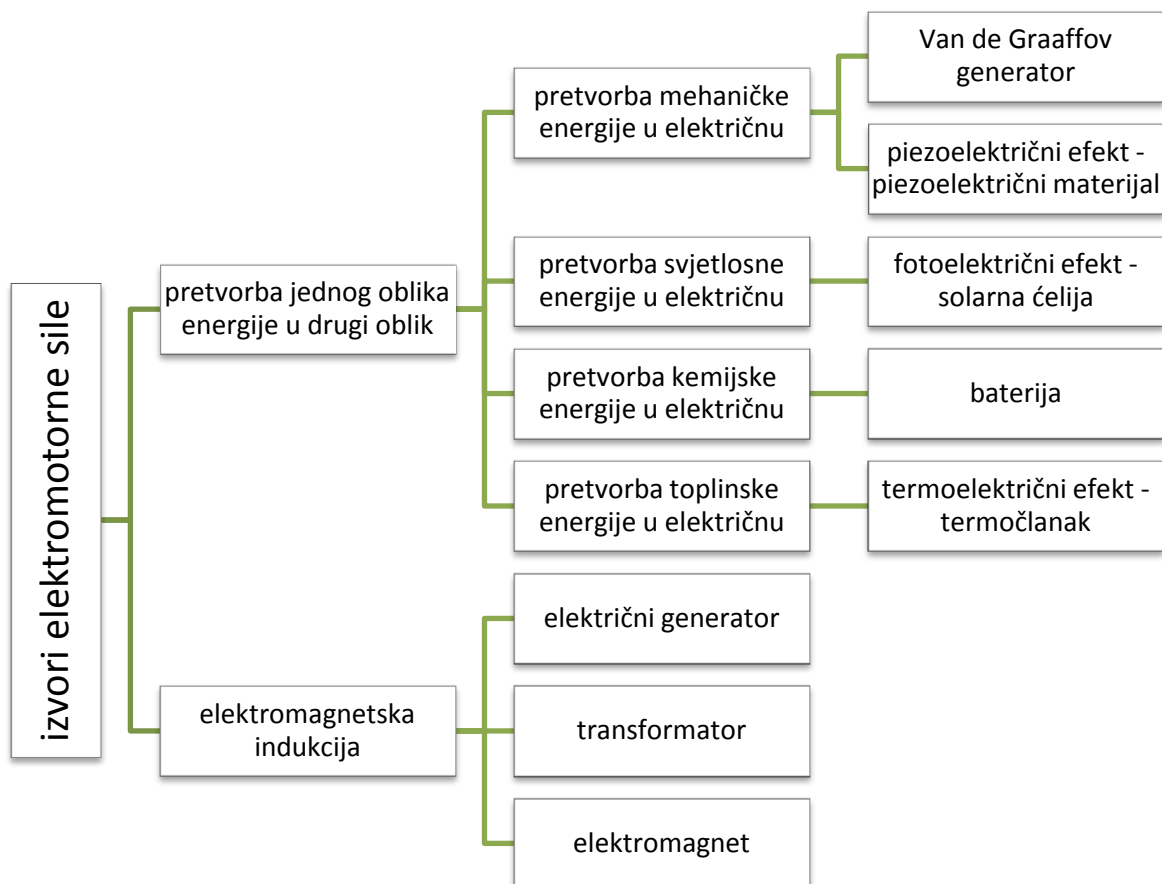 izvori elektromotorne sile
pretvorba jednog oblika
energije u drugi oblik
pretvorba mehaničke
energije u električnu
Van de Graaffov
generator
piezoelektrični efekt -
piezoelektrični materijal
pretvorba svjetlosne
energije u električnu
fotoelektrični efekt -
solarna ćelija
pretvorba kemijske
energije u električnu
baterija
pretvorba toplinske
energije u električnu
termoelektrični efekt -
termočlanak
elektromagnetska
indukcija
električni generator
transformator
elektromagnet